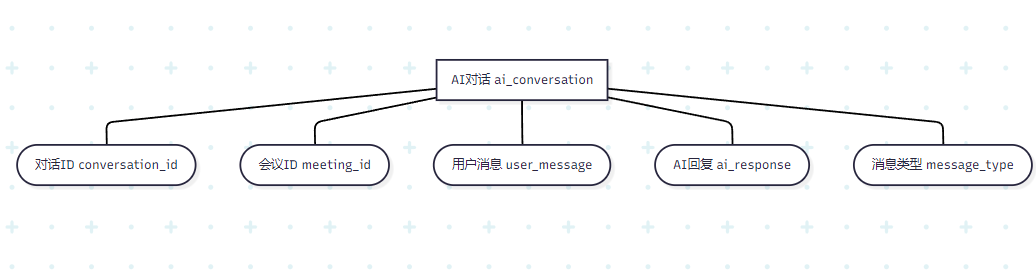 AI对话 ai_conversation
对话ID conversation_id
会议ID meeting_id
用户消息 user_message
AI回复 ai_response
消息类型 message_type